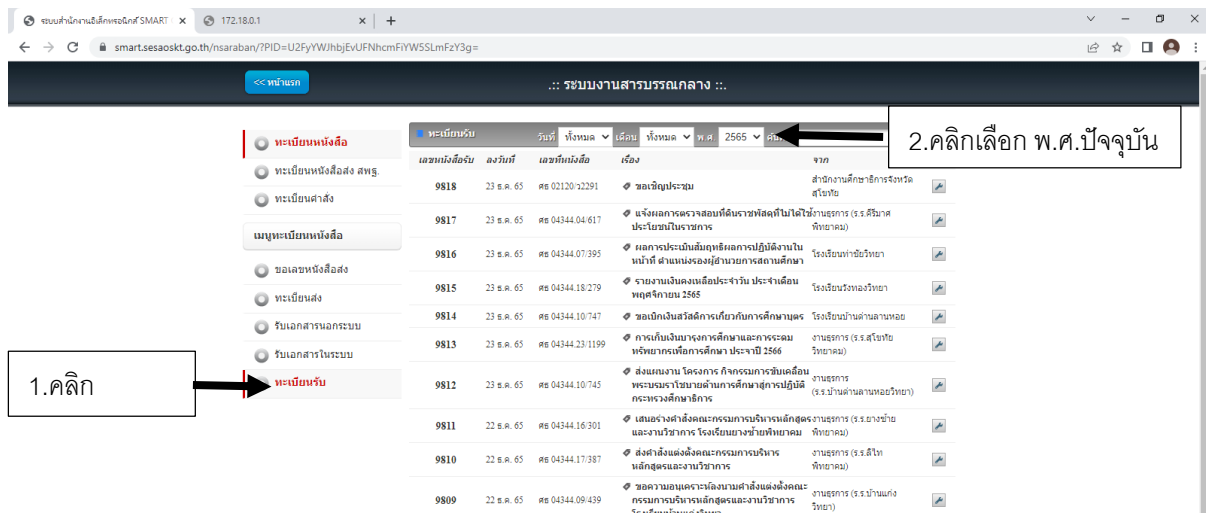 ระบบสำนักงานอิเล็กทรอนิกส์ SMART
172.18.0.1
smart.sesaoskt.go.th/nsaraban/?PID=U2FyYWJhbjEvUFNhcmFiYW5SLmFzY3g=
<< หน้าแรก
.:: ระบบงานสารบรรณกลาง ::.
ทะเบียนหนังสือ
ทะเบียนหนังสือส่ง สพฐ.
ทะเบียนคำสั่ง
เมนูทะเบียนหนังสือ
ขอเลขหนังสือส่ง
ทะเบียนส่ง
รับเอกสารนอกระบบ
รับเอกสารในระบบ
ทะเบียนรับ
1.คลิก
ทะเบียนรับ วันที่ ทั้งหมด เดือน ทั้งหมด พ.ศ. 2565
2.คลิกเลือก พ.ศ.ปัจจุบัน
เลขหนังสือรับ ลงวันที่ เลขที่หนังสือ เรื่อง จาก
9818 23 ธ.ค. 65 ศธ 02120/ว2291 ขอเชิญประชุม สำนักงานศึกษาธิการจังหวัด
สุโขทัย
9817 23 ธ.ค. 65 ศธ 04344.04/617 แจ้งผลการตรวจสอบที่ดินราชพัสดุที่ไม่ได้ใช้ งานธุรการ (ร.ร.คีรีมาศ
ประโยชน์ในราชการ พิทยาคม)
9816 23 ธ.ค. 65 ศธ 04344.07/395 ผลการประเมินสัมฤทธิผลการปฏิบัติงานใน โรงเรียนท่าชัยวิทยา
หน้าที่ ตำแหน่งรองผู้อำนวยการสถานศึกษา
9815 23 ธ.ค. 65 ศธ 04344.18/279 รายงานเงินคงเหลือประจำวัน ประจำเดือน โรงเรียนวังทองวิทยา
พฤศจิกายน 2565
9814 23 ธ.ค. 65 ศธ 04344.10/747 ขอเบิกเงินสวัสดิการเกี่ยวกับการศึกษาบุตร โรงเรียนบ้านด่านลานหอย
9813 23 ธ.ค. 65 ศธ 04344.23/1199 การเก็บเงินบำรุงการศึกษาและการระดม งานธุรการ (ร.ร.สุโขทัย
ทรัพยากรเพื่อการศึกษา ประจำปี 2566 วิทยาคม)
9812 23 ธ.ค. 65 ศธ 04344.10/745 ส่งแผนงาน โครงการ กิจกรรมการขับเคลื่อน งานธุรการ
พระบรมราโชบายด้านการศึกษาสู่การปฏิบัติ (ร.ร.บ้านด่านลานหอยวิทยา)
กระทรวงศึกษาธิการ
9811 22 ธ.ค. 65 ศธ 04344.16/301 เสนอร่างคำสั่งคณะกรรมการบริหารหลักสูตร งานธุรการ (ร.ร.ยางซ้าย
และงานวิชาการ โรงเรียนยางซ้ายพิทยาคม พิทยาคม)
9810 22 ธ.ค. 65 ศธ 04344.17/387 ส่งคำสั่งแต่งตั้งคณะกรรมการบริหาร งานธุรการ (ร.ร.ลิไท
หลักสูตรและงานวิชาการ พิทยาคม)
9809 22 ธ.ค. 65 ศธ 04344.09/439 ขอความอนุเคราะห์ลงนามคำสั่งแต่งตั้งคณะ งานธุรการ (ร.ร.บ้านแก่ง
กรรมการบริหารหลักสูตรและงานวิชาการ วิทยา)